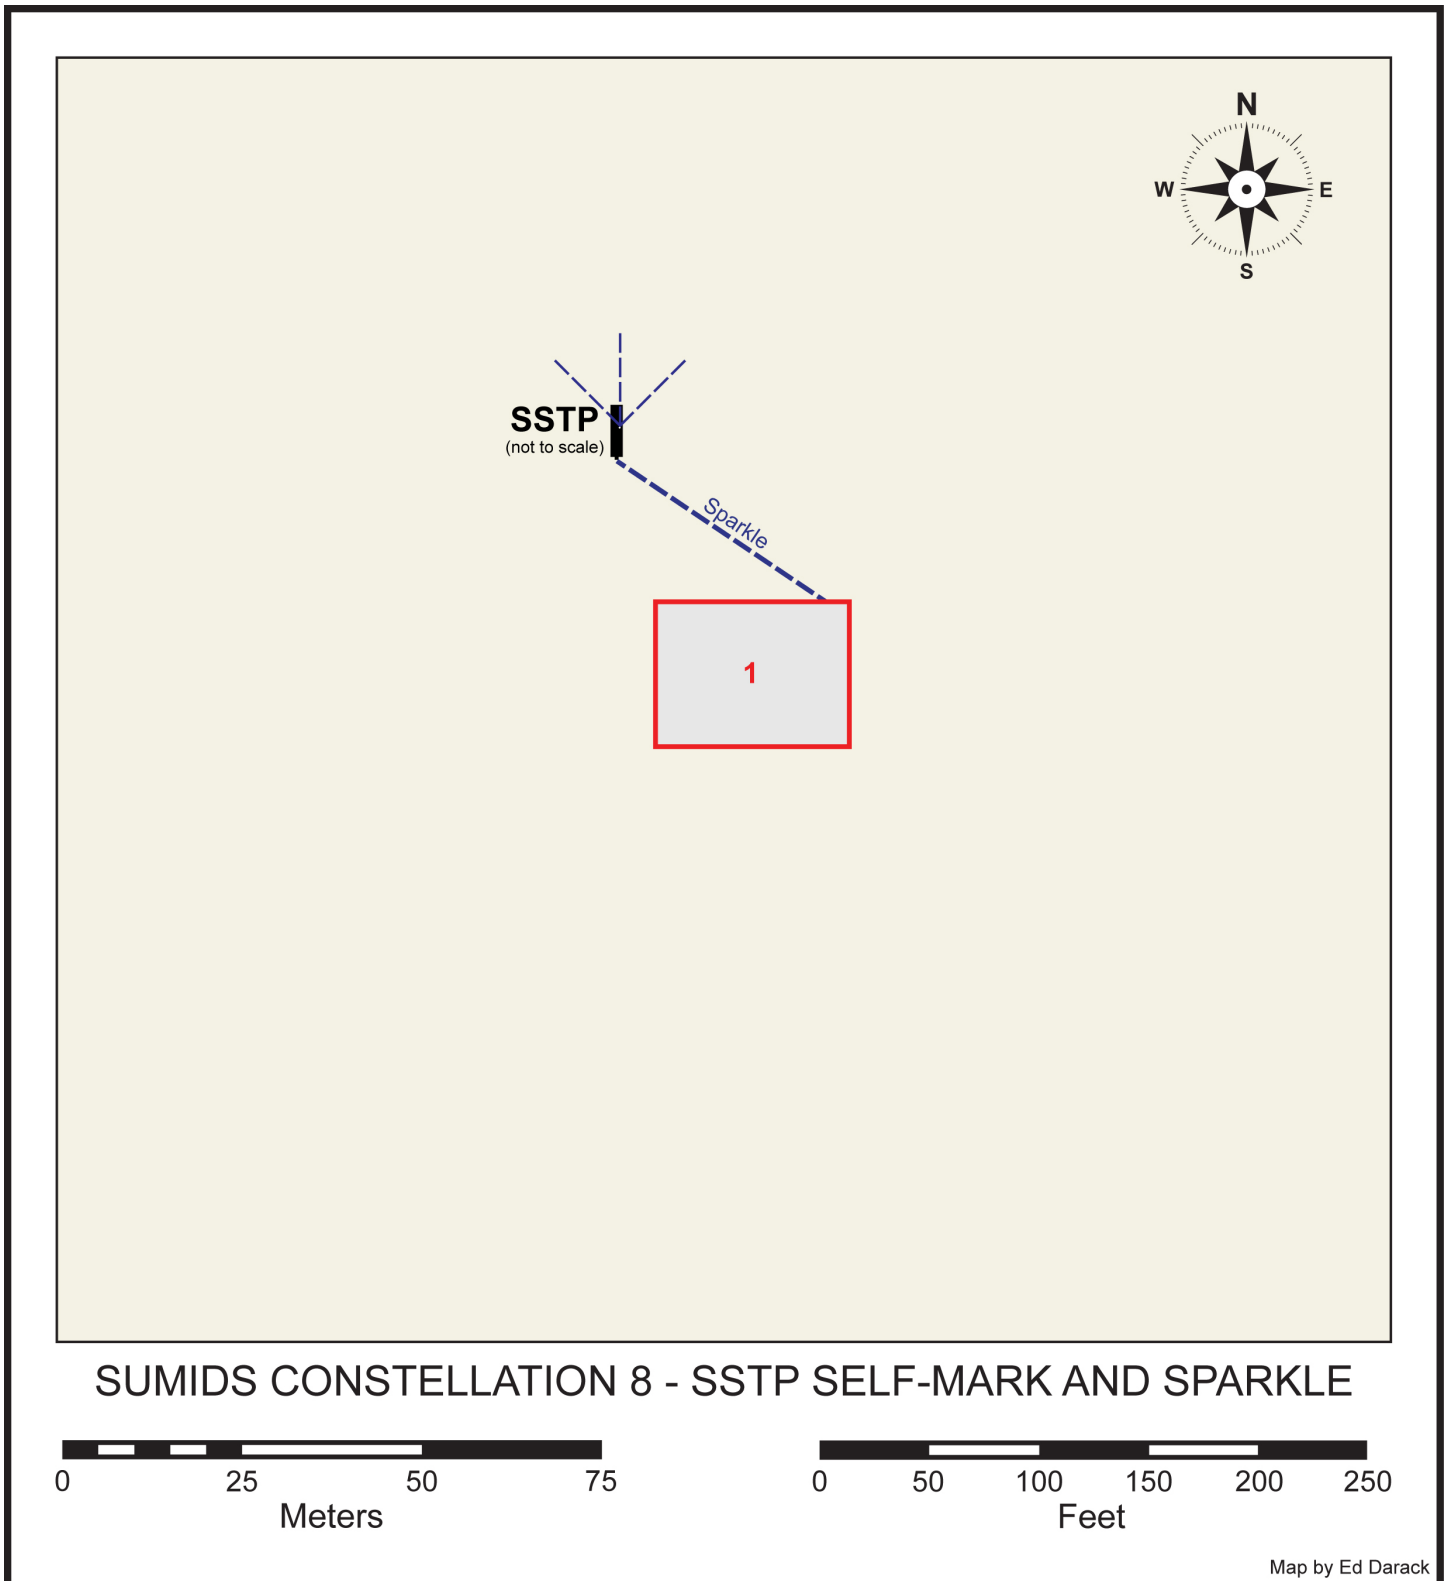 N
W
E
S
SSTP
(not to scale)
Sparkle
1
SUMIDS CONSTELLATION 8 - SSTP SELF-MARK AND SPARKLE
0 25 50 75
Meters
0 50 100 150 200 250
Feet
Map by Ed Darack